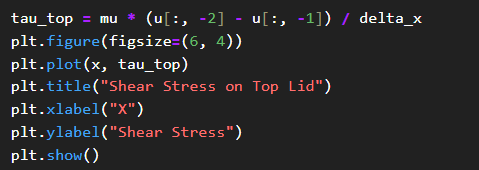 tau_top = mu * (u[:, -2] - u[:, -1]) / delta_x
plt.figure(figsize=(6, 4))
plt.plot(x, tau_top)
plt.title("Shear Stress on Top Lid")
plt.xlabel("X")
plt.ylabel("Shear Stress")
plt.show()